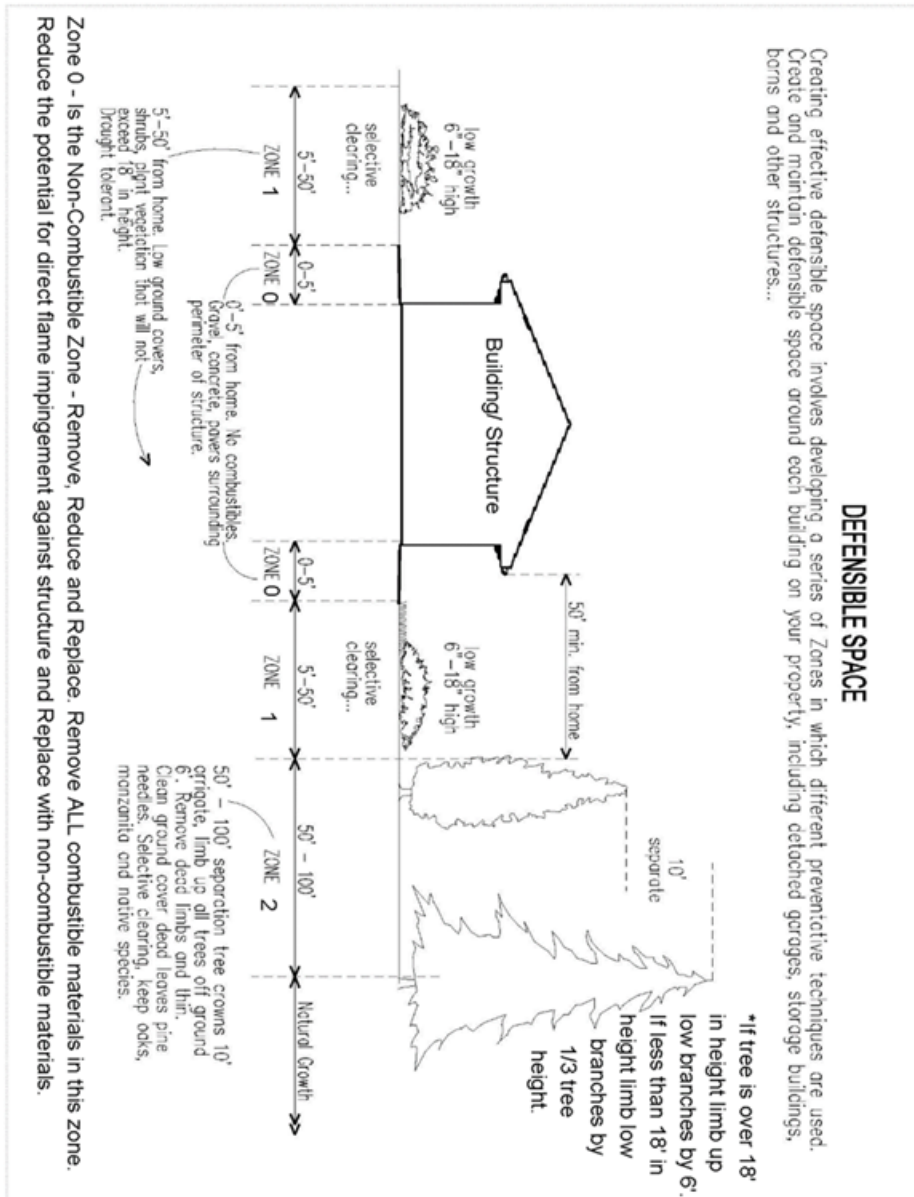 DEFENSIBLE SPACE
Creating effective defensible space involves developing a series of Zones in which different preventative techniques are used.
Create and maintain defensible space around each building on your property, including detached garages, storage buildings,
barns and other structures...
*If tree is over 18'
in height limb up
low branches by 6'.
If less than 18' in
height limb low
branches by
1/3 tree
height.
10'
separate
50' min. from home
Building/ Structure
low growth
6"-18" high
selective
clearing...
low growth
6"-18" high
selective
clearing...
5'-50'
0-5'
0-5'
5'-50'
50' - 100'
Natural Growth
ZONE 1
ZONE 0
ZONE 0
ZONE 1
ZONE 2
5'-50' from home. Low ground covers,
shrubs, plant vegetation that will not
exceed 18" in height.
Drought tolerant.
0'-5' from home. No combustibles.
Gravel, concrete, pavers surrounding
perimeter of structure.
50' - 100' separation tree crowns 10'
irrigate, limb up all trees off ground
6'. Remove dead limbs and thin.
Clean ground cover dead leaves pine
needles. Selective clearing, keep oaks,
manzanita and native species.
Zone 0 - Is the Non-Combustible Zone - Remove, Reduce and Replace. Remove ALL combustible materials in this zone.
Reduce the potential for direct flame impingement against structure and Replace with non-combustible materials.